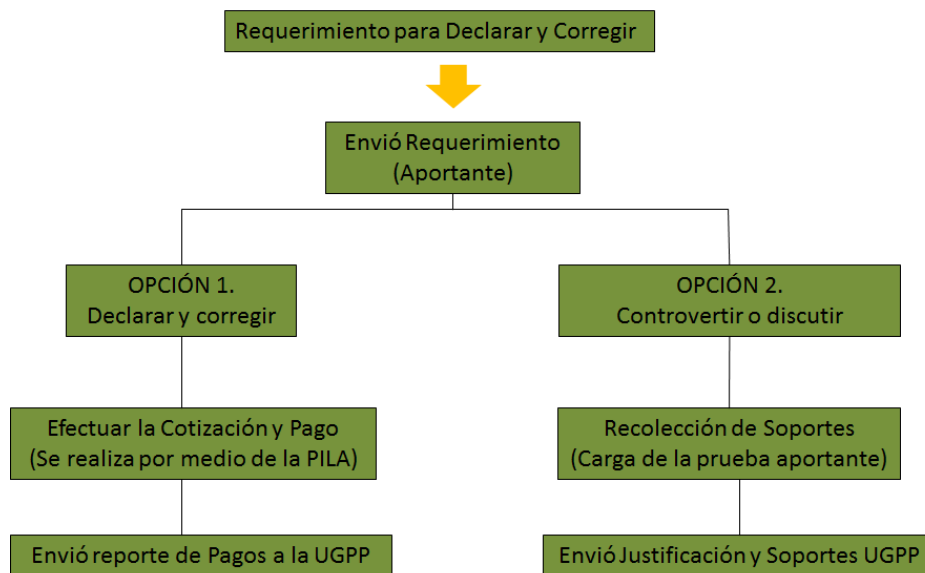 Requerimiento para Declarar y Corregir
Envió Requerimiento
(Aportante)
OPCIÓN 1.
Declarar y corregir
OPCIÓN 2.
Controvertir o discutir
Efectuar la Cotización y Pago
(Se realiza por medio de la PILA)
Recolección de Soportes
(Carga de la prueba aportante)
Envió reporte de Pagos a la UGPP
Envió Justificación y Soportes UGPP